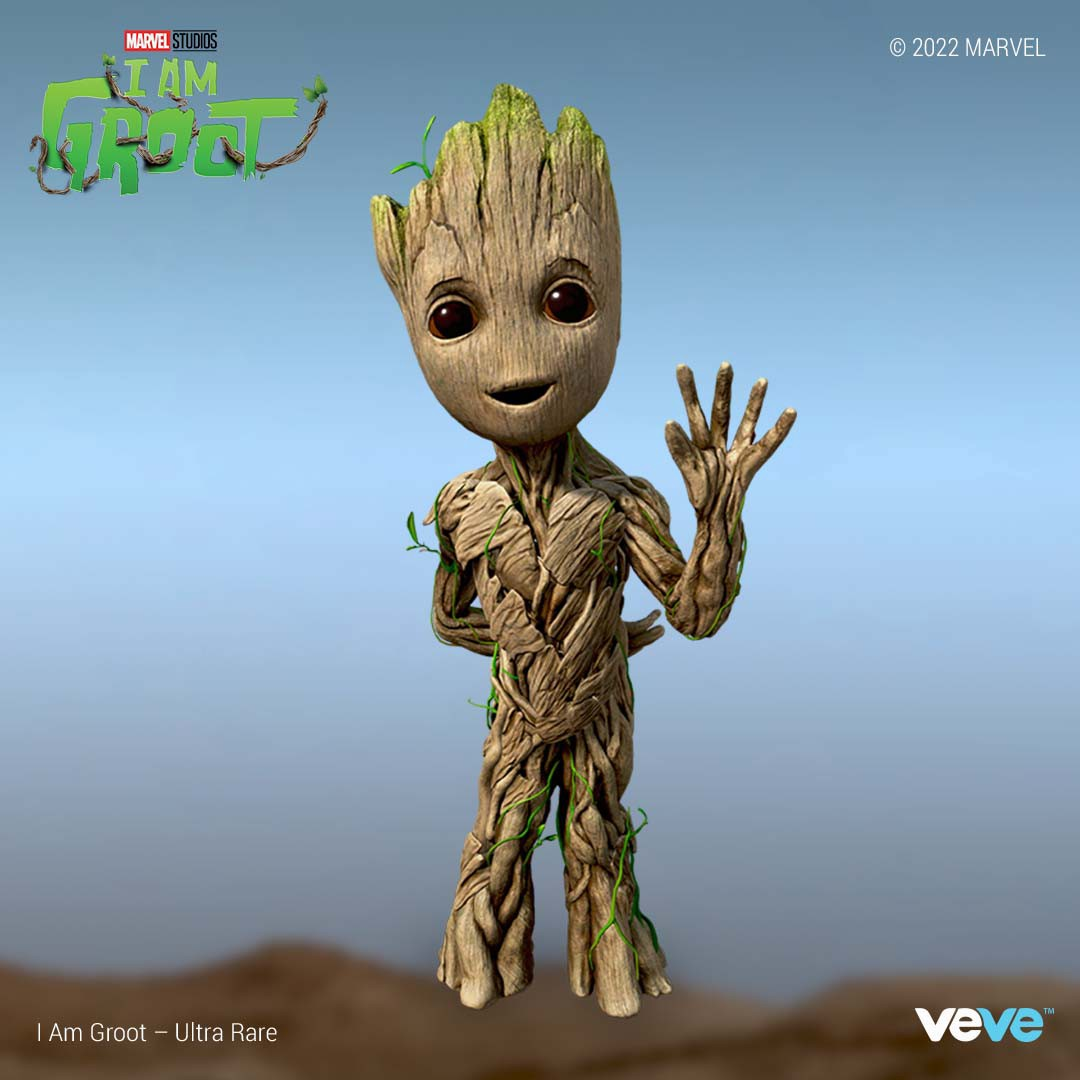 MARVEL STUDIOS
I AM
GROOT
© 2022 MARVEL
I Am Groot – Ultra Rare
veve™